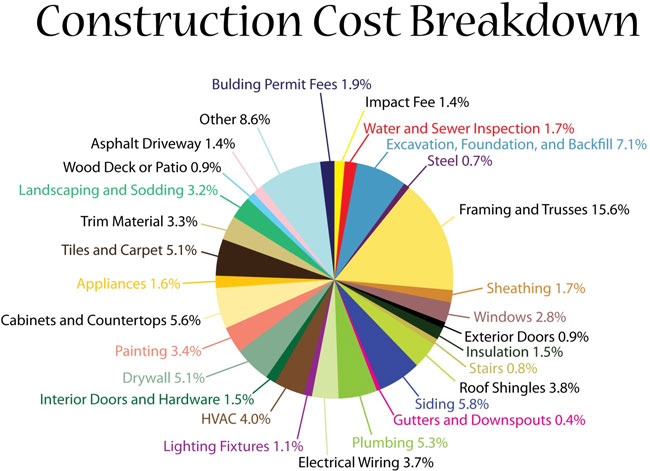 Construction Cost Breakdown
Bulding Permit Fees 1.9%
Impact Fee 1.4%
Water and Sewer Inspection 1.7%
Excavation, Foundation, and Backfill 7.1%
Steel 0.7%
Framing and Trusses 15.6%
Sheathing 1.7%
Windows 2.8%
Exterior Doors 0.9%
Insulation 1.5%
Stairs 0.8%
Roof Shingles 3.8%
Siding 5.8%
Gutters and Downspouts 0.4%
Plumbing 5.3%
Electrical Wiring 3.7%
Lighting Fixtures 1.1%
HVAC 4.0%
Interior Doors and Hardware 1.5%
Drywall 5.1%
Painting 3.4%
Cabinets and Countertops 5.6%
Appliances 1.6%
Tiles and Carpet 5.1%
Trim Material 3.3%
Landscaping and Sodding 3.2%
Wood Deck or Patio 0.9%
Asphalt Driveway 1.4%
Other 8.6%